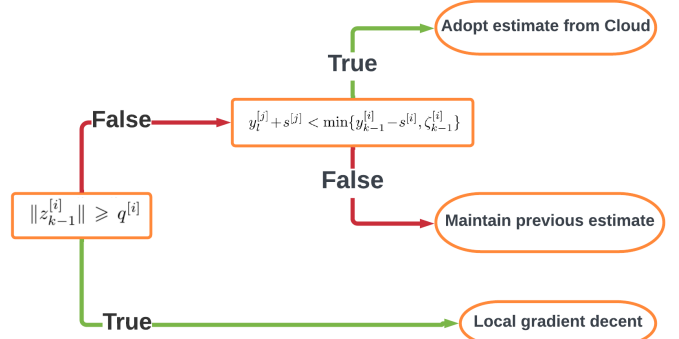 Adopt estimate from Cloud
True
False
$y_l^{[j]}+s^{[j]} < \min\{y_{k-1}^{[i]}-s^{[i]}, \zeta_{k-1}^{[i]}\}$
False
$\|z_{k-1}^{[i]}\| \geqslant q^{[i]}$
Maintain previous estimate
True
Local gradient decent